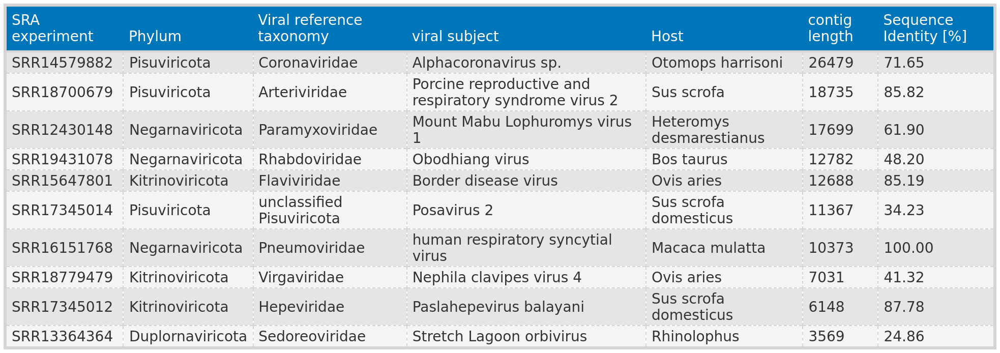 SRA experiment | Phylum | Viral reference taxonomy | viral subject | Host | contig length | Sequence Identity [%]
SRR14579882 | Pisuviricota | Coronaviridae | Alphacoronavirus sp. | Otomops harrisoni | 26479 | 71.65
SRR18700679 | Pisuviricota | Arteriviridae | Porcine reproductive and respiratory syndrome virus 2 | Sus scrofa | 18735 | 85.82
SRR12430148 | Negarnaviricota | Paramyxoviridae | Mount Mabu Lophuromys virus 1 | Heteromys desmarestianus | 17699 | 61.90
SRR19431078 | Negarnaviricota | Rhabdoviridae | Obodhiang virus | Bos taurus | 12782 | 48.20
SRR15647801 | Kitrinoviricota | Flaviviridae | Border disease virus | Ovis aries | 12688 | 85.19
SRR17345014 | Pisuviricota | unclassified Pisuviricota | Posavirus 2 | Sus scrofa domesticus | 11367 | 34.23
SRR16151768 | Negarnaviricota | Pneumoviridae | human respiratory syncytial virus | Macaca mulatta | 10373 | 100.00
SRR18779479 | Kitrinoviricota | Virgaviridae | Nephila clavipes virus 4 | Ovis aries | 7031 | 41.32
SRR17345012 | Kitrinoviricota | Hepeviridae | Paslahepevirus balayani | Sus scrofa domesticus | 6148 | 87.78
SRR13364364 | Duplornaviricota | Sedoreoviridae | Stretch Lagoon orbivirus | Rhinolophus | 3569 | 24.86